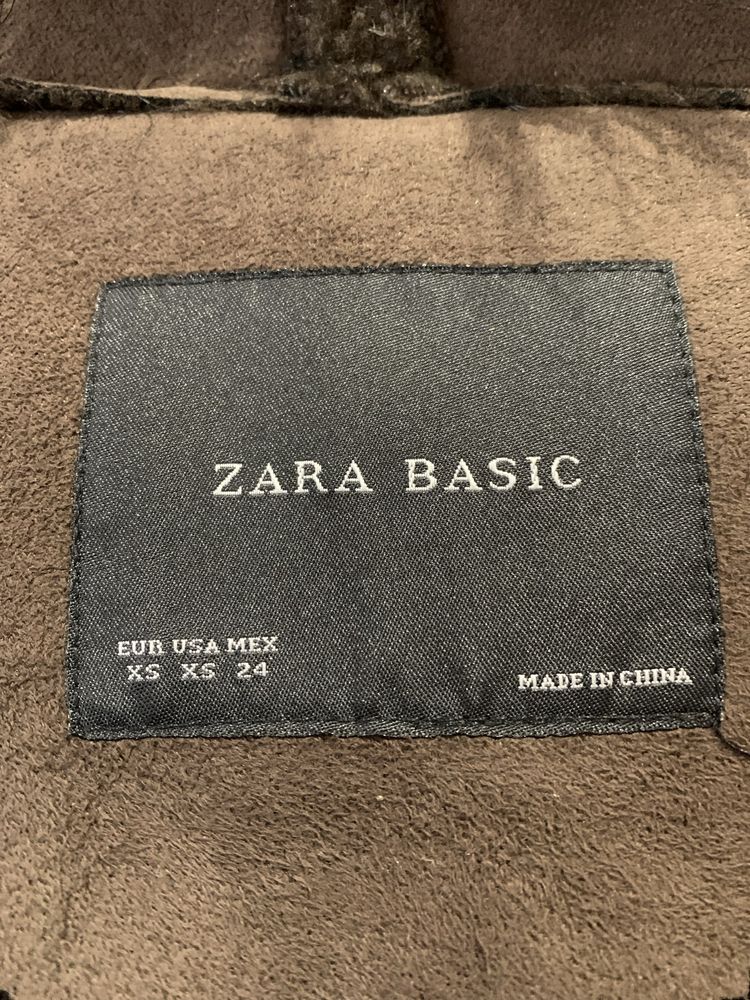 ZARA BASIC
EUR USA MEX
XS XS 24
MADE IN CHINA